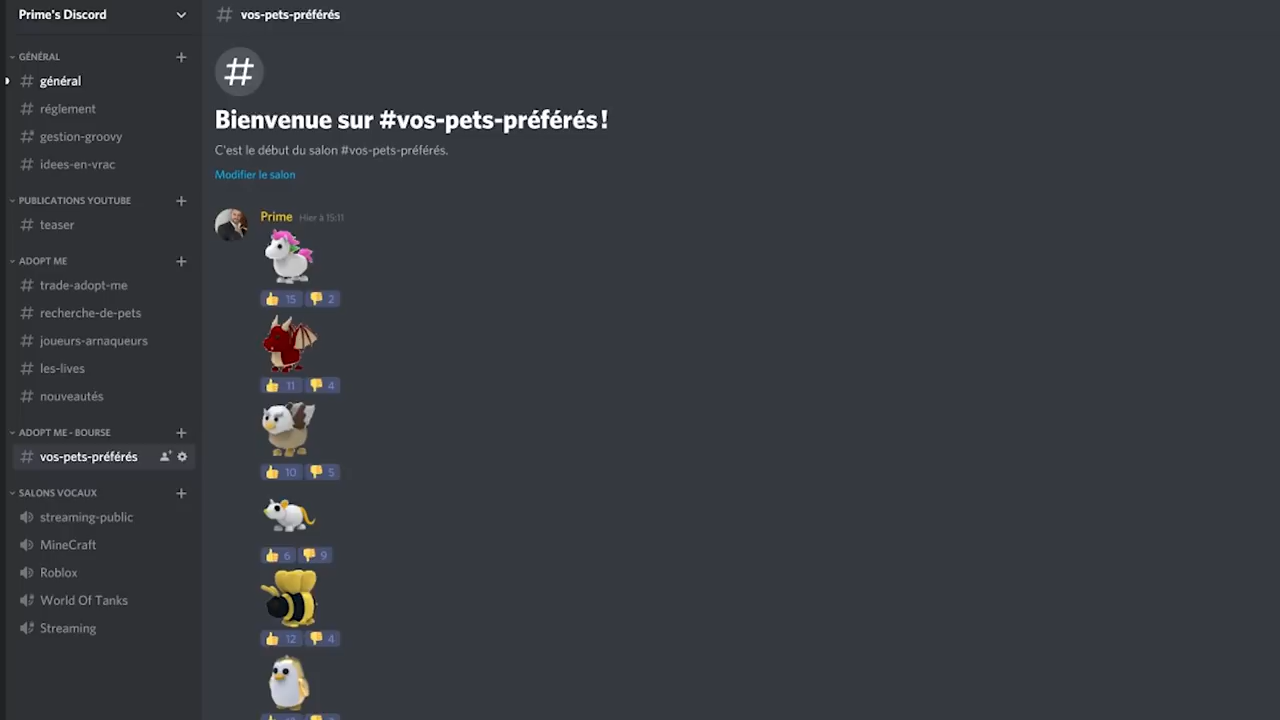 Prime's Discord
GÉNÉRAL
général
réglement
gestion-groovy
idees-en-vrac
PUBLICATIONS YOUTUBE
teaser
ADOPT ME
trade-adopt-me
recherche-de-pets
joueurs-arnaqueurs
les-lives
nouveautés
ADOPT ME - BOURSE
vos-pets-préférés
SALONS VOCAUX
streaming-public
MineCraft
Roblox
World Of Tanks
Streaming
# vos-pets-préférés
#
Bienvenue sur #vos-pets-préférés !
C'est le début du salon #vos-pets-préférés.
Modifier le salon
Prime Hier à 15:11
15 2
11 4
10 5
6 9
12 4